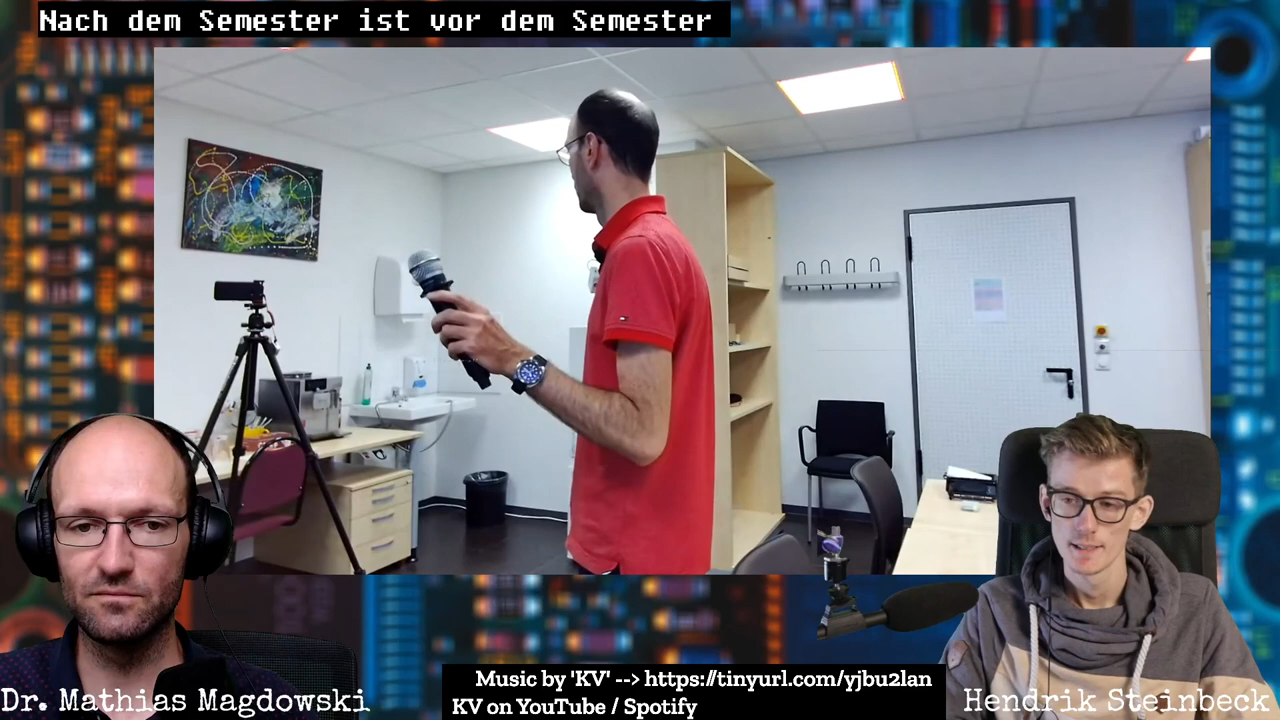 Nach dem Semester ist vor dem Semester
Music by 'KV' --> https://tinyurl.com/yjbu2lan
KV on YouTube / Spotify
Dr. Mathias Magdowski
Hendrik Steinbeck